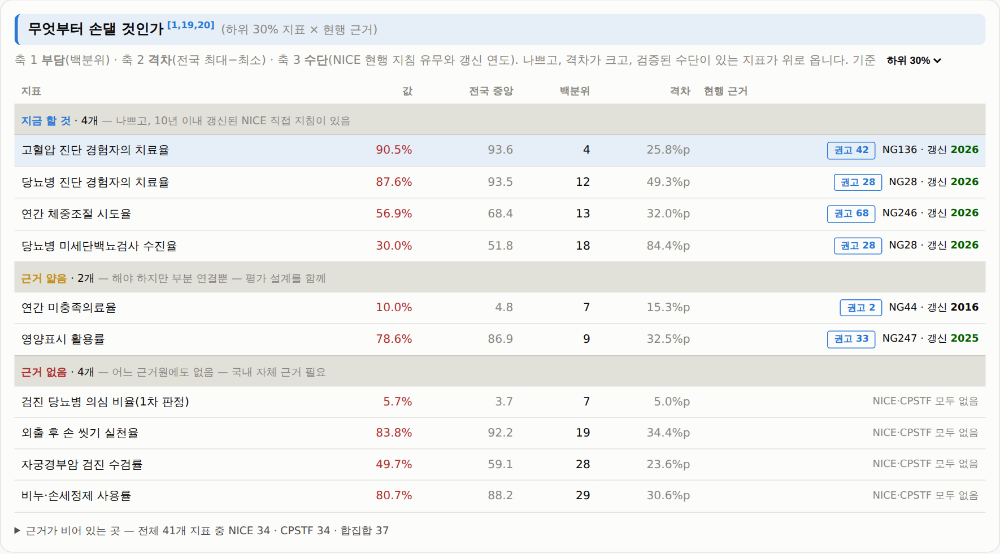 무엇부터 손댈 것인가 [1,19,20] (하위 30% 지표 × 현행 근거)
축 1 부담(백분위) · 축 2 격차(전국 최대−최소) · 축 3 수단(NICE 현행 지침 유무와 갱신 연도). 나쁘고, 격차가 크고, 검증된 수단이 있는 지표가 위로 옵니다. 기준 하위 30%
지표 값 전국 중앙 백분위 격차 현행 근거
지금 할 것 · 4개 — 나쁘고, 10년 이내 갱신된 NICE 직접 지침이 있음
고혈압 진단 경험자의 치료율 90.5% 93.6 4 25.8%p 권고 42 NG136 · 갱신 2026
당뇨병 진단 경험자의 치료율 87.6% 93.5 12 49.3%p 권고 28 NG28 · 갱신 2026
연간 체중조절 시도율 56.9% 68.4 13 32.0%p 권고 68 NG246 · 갱신 2026
당뇨병 미세단백뇨검사 수진율 30.0% 51.8 18 84.4%p 권고 28 NG28 · 갱신 2026
근거 얇음 · 2개 — 해야 하지만 부분 연결뿐 — 평가 설계를 함께
연간 미충족의료율 10.0% 4.8 7 15.3%p 권고 2 NG44 · 갱신 2016
영양표시 활용률 78.6% 86.9 9 32.5%p 권고 33 NG247 · 갱신 2025
근거 없음 · 4개 — 어느 근거원에도 없음 — 국내 자체 근거 필요
검진 당뇨병 의심 비율(1차 판정) 5.7% 3.7 7 5.0%p NICE·CPSTF 모두 없음
외출 후 손 씻기 실천율 83.8% 92.2 19 34.4%p NICE·CPSTF 모두 없음
자궁경부암 검진 수검률 49.7% 59.1 28 23.6%p NICE·CPSTF 모두 없음
비누·손세정제 사용률 80.7% 88.2 29 30.6%p NICE·CPSTF 모두 없음
▶ 근거가 비어 있는 곳 — 전체 41개 지표 중 NICE 34 · CPSTF 34 · 합집합 37